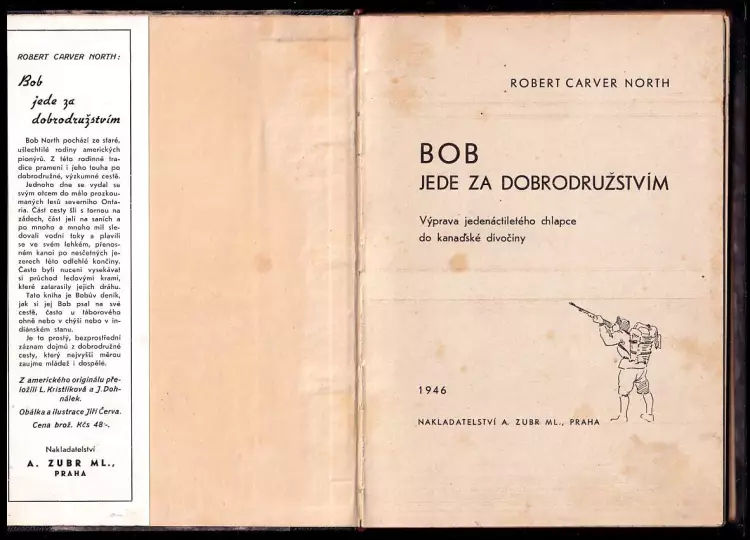 ROBERT CARVER NORTH:
Bob
jede za
dobrodružstvím
Bob North pochází ze staré,
ušlechtilé rodiny amerických
pionýrů. Z této rodinné tra-
dice pramení i jeho touha po
dobrodružné, výzkumné cestě.
Jednoho dne se vydal se
svým otcem do málo prozkou-
maných lesů severního Onta-
ria. Část cesty šli s tornou na
zádech, část jeli na saních a
po mnoho a mnoho mil sle-
dovali vodní toky a plavili
se ve svém lehkém, přenos-
ném kanoi po nesčetných je-
zerech této odlehlé končiny.
Často byli nuceni vysekávat
si průchod ledovými krami,
které zatarasily jejich dráhu.
Tato kniha je Bobův deník,
jak si jej Bob psal na své
cestě, často u táborového
ohně nebo v chýši nebo v in-
diánském stanu.
Je to prostý, bezprostřední
záznam dojmů z dobrodružné
cesty, který nejvyšší měrou
zaujme mládež i dospělé.
Z amerického originálu pře-
ložili L. Kristlíková a J. Doh-
nálek.
Obálka a ilustrace Jiří Červa.
Cena brož. Kčs 48·-.
Nakladatelství
A. ZUBR ML.,
PRAHA
ROBERT CARVER NORTH
BOB
JEDE ZA DOBRODRUŽSTVÍM
Výprava jedenáctiletého chlapce
do kanadské divočiny
1946
NAKLADATELSTVÍ A. ZUBR ML., PRAHA